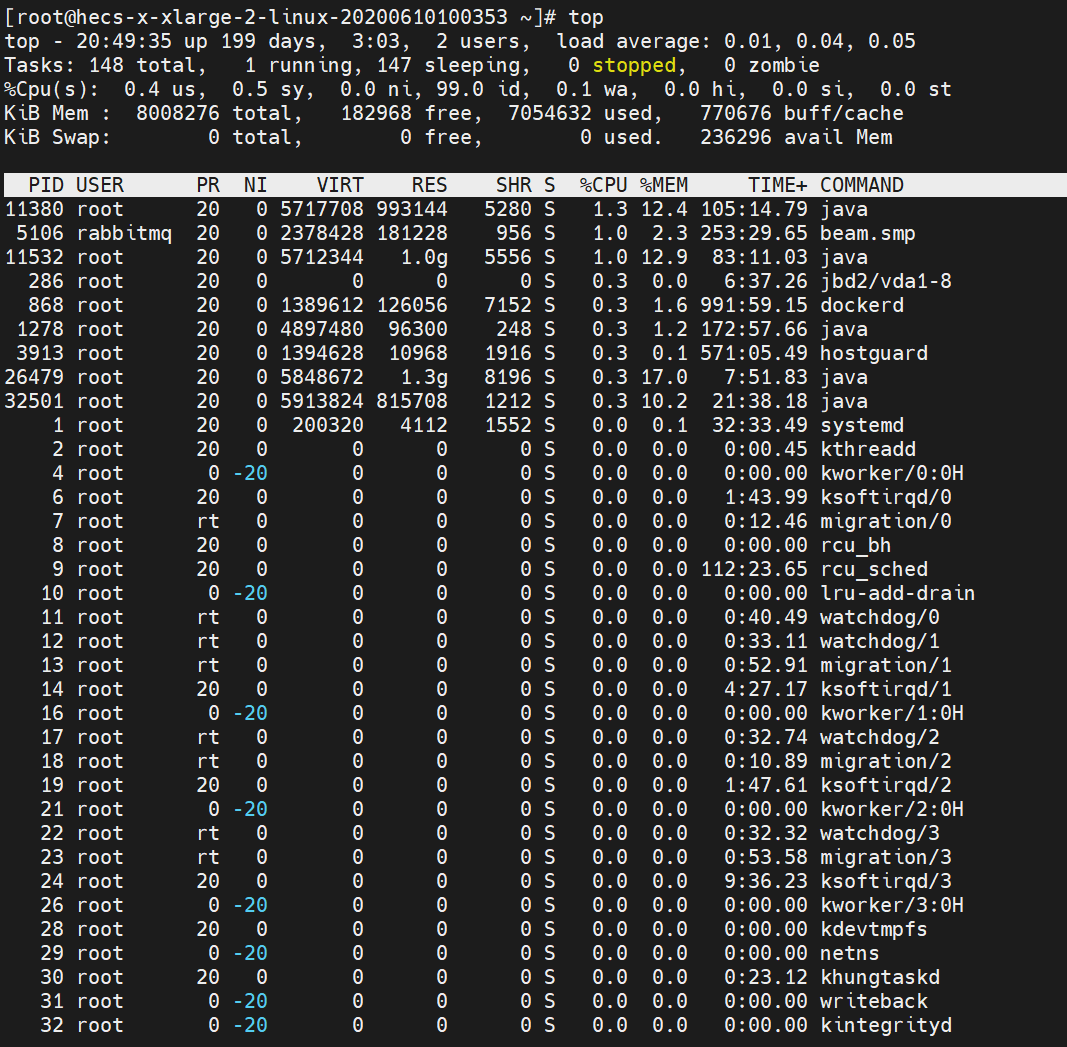 [root@hecs-x-xlarge-2-linux-20200610100353 ~]# top
top - 20:49:35 up 199 days,  3:03,  2 users,  load average: 0.01, 0.04, 0.05
Tasks: 148 total,   1 running, 147 sleeping,   0 stopped,   0 zombie
%Cpu(s):  0.4 us,  0.5 sy,  0.0 ni, 99.0 id,  0.1 wa,  0.0 hi,  0.0 si,  0.0 st
KiB Mem :  8008276 total,   182968 free,  7054632 used,   770676 buff/cache
KiB Swap:        0 total,        0 free,        0 used.   236296 avail Mem
  PID USER      PR  NI    VIRT    RES    SHR S  %CPU %MEM     TIME+ COMMAND
11380 root      20   0 5717708 993144   5280 S   1.3 12.4 105:14.79 java
 5106 rabbitmq  20   0 2378428 181228    956 S   1.0  2.3 253:29.65 beam.smp
11532 root      20   0 5712344   1.0g   5556 S   1.0 12.9  83:11.03 java
  286 root      20   0       0      0      0 S   0.3  0.0   6:37.26 jbd2/vda1-8
  868 root      20   0 1389612 126056   7152 S   0.3  1.6 991:59.15 dockerd
 1278 root      20   0 4897480  96300    248 S   0.3  1.2 172:57.66 java
 3913 root      20   0 1394628  10968   1916 S   0.3  0.1 571:05.49 hostguard
26479 root      20   0 5848672   1.3g   8196 S   0.3 17.0   7:51.83 java
32501 root      20   0 5913824 815708   1212 S   0.3 10.2  21:38.18 java
    1 root      20   0  200320   4112   1552 S   0.0  0.1  32:33.49 systemd
    2 root      20   0       0      0      0 S   0.0  0.0   0:00.45 kthreadd
    4 root       0 -20       0      0      0 S   0.0  0.0   0:00.00 kworker/0:0H
    6 root      20   0       0      0      0 S   0.0  0.0   1:43.99 ksoftirqd/0
    7 root      rt   0       0      0      0 S   0.0  0.0   0:12.46 migration/0
    8 root      20   0       0      0      0 S   0.0  0.0   0:00.00 rcu_bh
    9 root      20   0       0      0      0 S   0.0  0.0 112:23.65 rcu_sched
   10 root       0 -20       0      0      0 S   0.0  0.0   0:00.00 lru-add-drain
   11 root      rt   0       0      0      0 S   0.0  0.0   0:40.49 watchdog/0
   12 root      rt   0       0      0      0 S   0.0  0.0   0:33.11 watchdog/1
   13 root      rt   0       0      0      0 S   0.0  0.0   0:52.91 migration/1
   14 root      20   0       0      0      0 S   0.0  0.0   4:27.17 ksoftirqd/1
   16 root       0 -20       0      0      0 S   0.0  0.0   0:00.00 kworker/1:0H
   17 root      rt   0       0      0      0 S   0.0  0.0   0:32.74 watchdog/2
   18 root      rt   0       0      0      0 S   0.0  0.0   0:10.89 migration/2
   19 root      20   0       0      0      0 S   0.0  0.0   1:47.61 ksoftirqd/2
   21 root       0 -20       0      0      0 S   0.0  0.0   0:00.00 kworker/2:0H
   22 root      rt   0       0      0      0 S   0.0  0.0   0:32.32 watchdog/3
   23 root      rt   0       0      0      0 S   0.0  0.0   0:53.58 migration/3
   24 root      20   0       0      0      0 S   0.0  0.0   9:36.23 ksoftirqd/3
   26 root       0 -20       0      0      0 S   0.0  0.0   0:00.00 kworker/3:0H
   28 root      20   0       0      0      0 S   0.0  0.0   0:00.00 kdevtmpfs
   29 root       0 -20       0      0      0 S   0.0  0.0   0:00.00 netns
   30 root      20   0       0      0      0 S   0.0  0.0   0:23.12 khungtaskd
   31 root       0 -20       0      0      0 S   0.0  0.0   0:00.00 writeback
   32 root       0 -20       0      0      0 S   0.0  0.0   0:00.00 kintegrityd